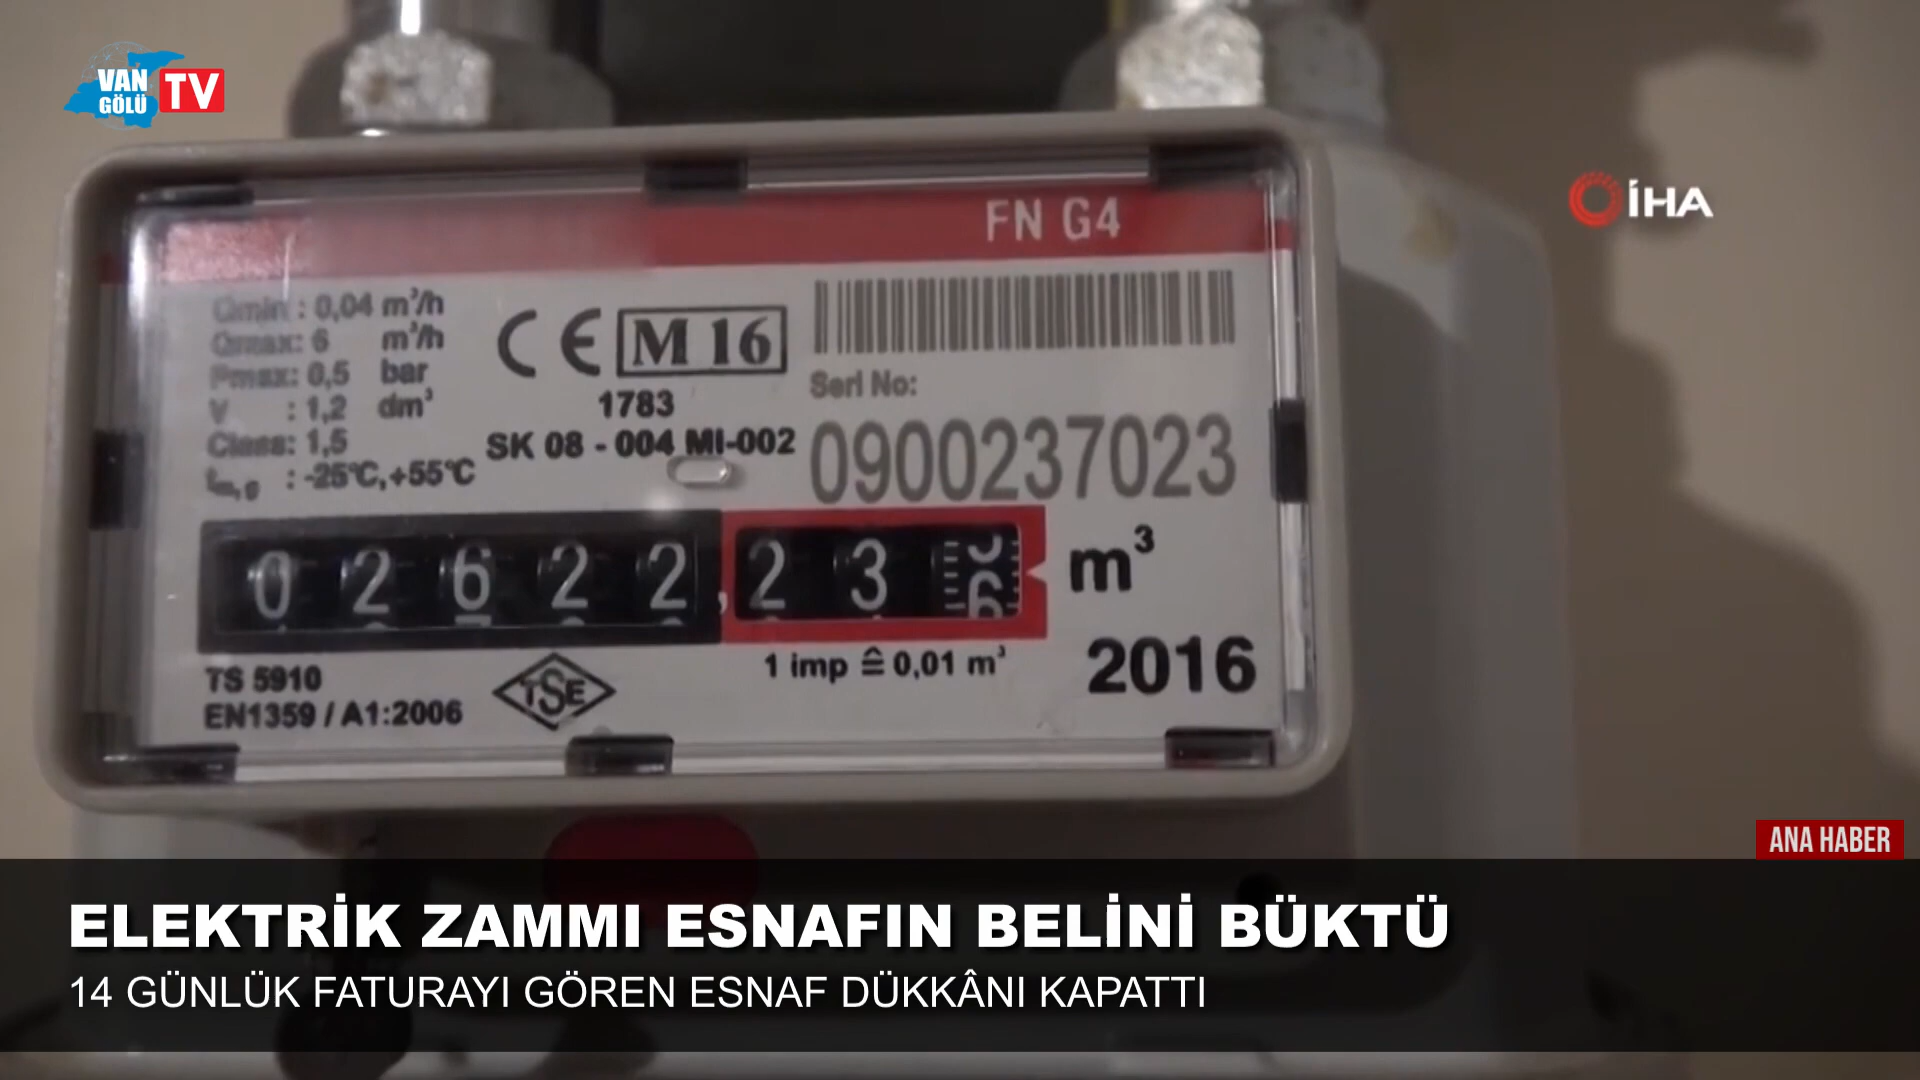 VAN
GÖLÜ
TV
İHA
FN G4
Qmin : 0,04 m³/h
Qmax: 6 m³/h
Pmax: 0,5 bar
V : 1,2 dm³
Class: 1,5
: -25°C,+55°C
CE M 16
1783
SK 08 - 004 MI-002
Seri No:
0900237023
02622,23
m³
1 imp ≙ 0,01 m³
2016
TS 5910
EN1359 / A1:2006
TSE
ANA HABER
ELEKTRİK ZAMMI ESNAFIN BELİNİ BÜKTÜ
14 GÜNLÜK FATURAYI GÖREN ESNAF DÜKKÂNI KAPATTI